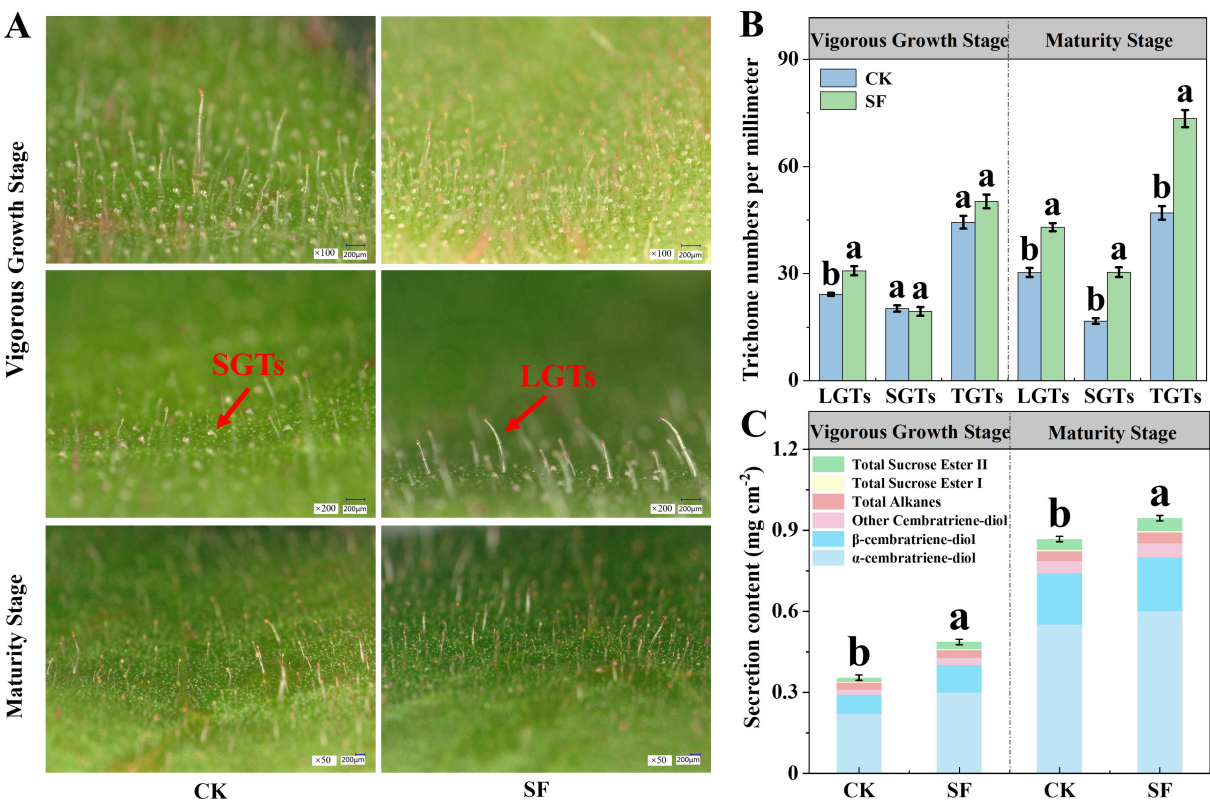 A
Vigorous Growth Stage
Maturity Stage
×100
200μm
×100
200μm
SGTs
×200
200μm
LGTs
×200
200μm
×50
200μm
×50
200μm
CK
SF
B
Vigorous Growth Stage
Maturity Stage
Trichome numbers per millimeter
90
60
30
0
CK
SF
b
a
a
a
a
a
b
a
b
a
b
a
LGTs
SGTs
TGTs
LGTs
SGTs
TGTs
C
Vigorous Growth Stage
Maturity Stage
Secretion content (mg cm⁻²)
1.2
0.9
0.6
0.3
0
Total Sucrose Ester II
Total Sucrose Ester I
Total Alkanes
Other Cembratriene-diol
β-cembratriene-diol
α-cembratriene-diol
b
a
b
a
CK
SF
CK
SF